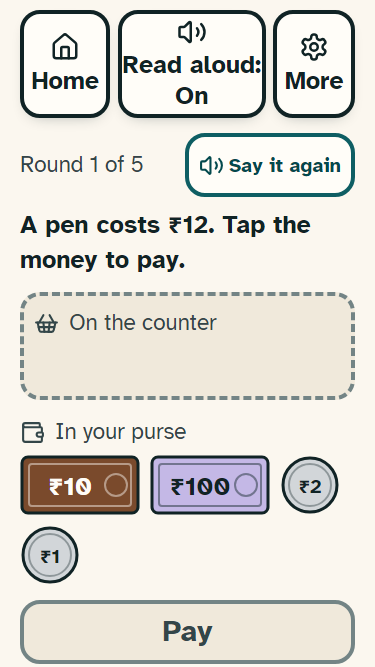 Home
Read aloud:
On
More
Round 1 of 5
Say it again
A pen costs ₹12. Tap the
money to pay.
On the counter
In your purse
₹10
₹100
₹2
₹1
Pay